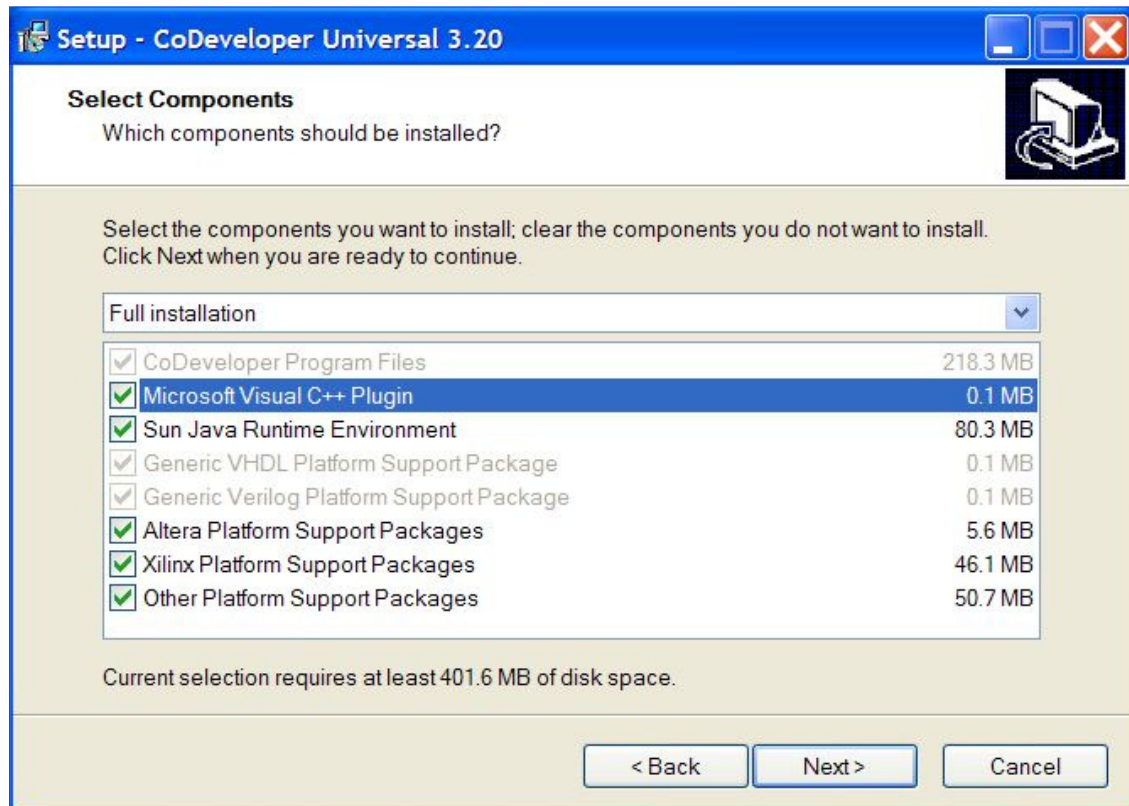 Setup - CoDeveloper Universal 3.20
Select Components
Which components should be installed?
Select the components you want to install; clear the components you do not want to install.
Click Next when you are ready to continue.
Full installation
CoDeveloper Program Files 218.3 MB
Microsoft Visual C++ Plugin 0.1 MB
Sun Java Runtime Environment 80.3 MB
Generic VHDL Platform Support Package 0.1 MB
Generic Verilog Platform Support Package 0.1 MB
Altera Platform Support Packages 5.6 MB
Xilinx Platform Support Packages 46.1 MB
Other Platform Support Packages 50.7 MB
Current selection requires at least 401.6 MB of disk space.
< Back Next > Cancel